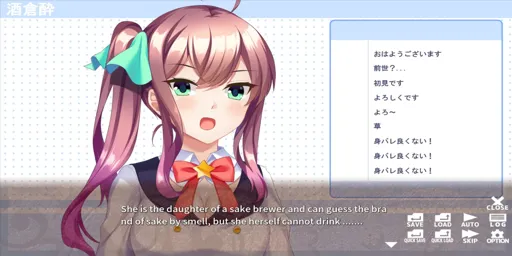 酒倉酔
おはようございます
前世？...
初見です
よろしくです
よろ～
草
身バレ良くない！
身バレ良くない！
身バレ良くない！
She is the daughter of a sake brewer and can guess the bra
nd of sake by smell, but she herself cannot drink ......
CLOSE
SAVE LOAD AUTO LOG
QUICK SAVE QUICK LOAD SKIP OPTION